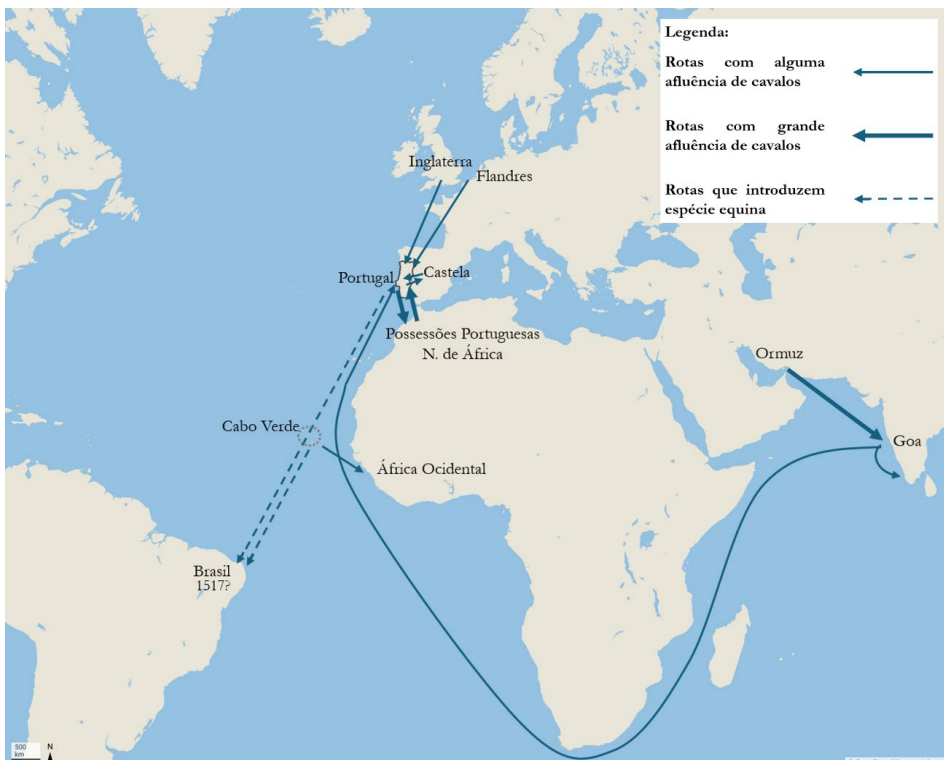 Legenda:
Rotas com alguma
afluência de cavalos
Rotas com grande
afluência de cavalos
Rotas que introduzem
espécie equina
Inglaterra
Flandres
Portugal
Castela
Possessões Portuguesas
N. de África
Ormuz
Cabo Verde
Goa
África Ocidental
Brasil
1517?
500
km
N